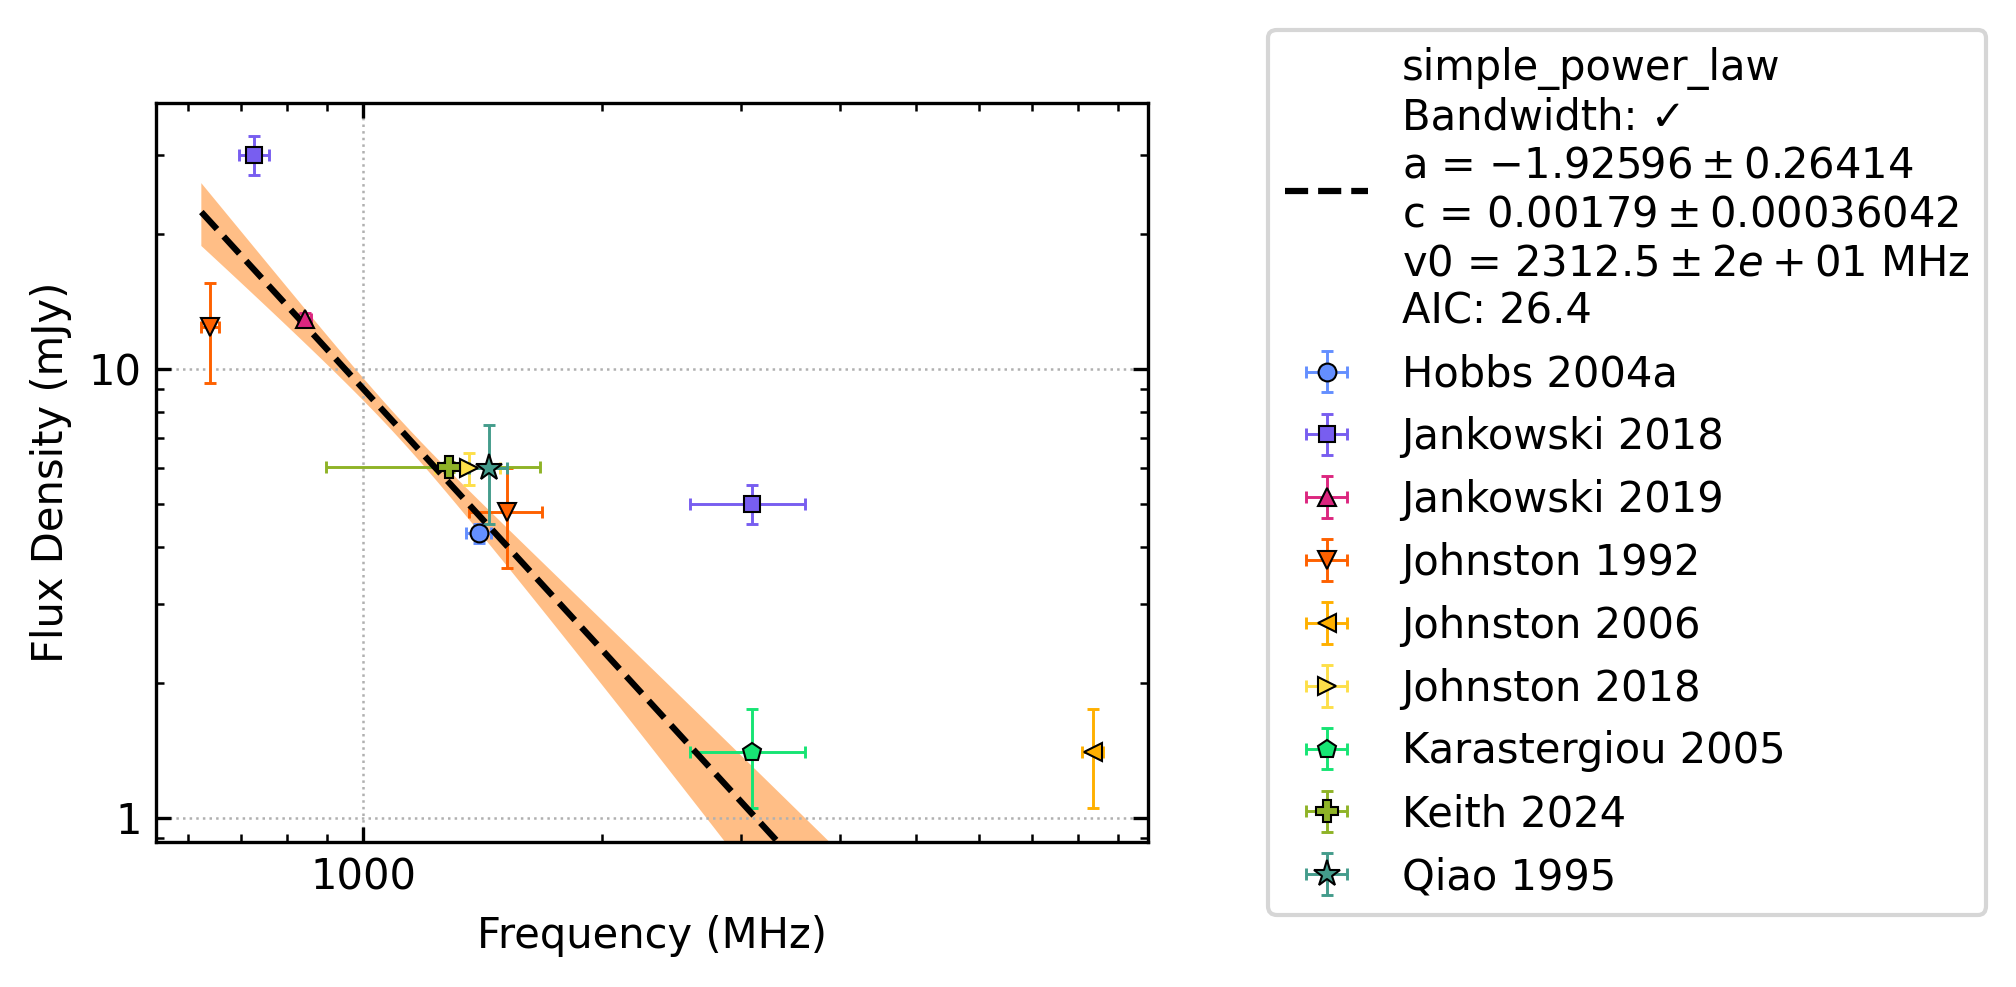 simple_power_law
Bandwidth: ✓
a = −1.92596 ± 0.26414
c = 0.00179 ± 0.00036042
v0 = 2312.5 ± 2e + 01 MHz
AIC: 26.4
Hobbs 2004a
Jankowski 2018
Jankowski 2019
Johnston 1992
Johnston 2006
Johnston 2018
Karastergiou 2005
Keith 2024
Qiao 1995
Flux Density (mJy)
10
1
1000
Frequency (MHz)